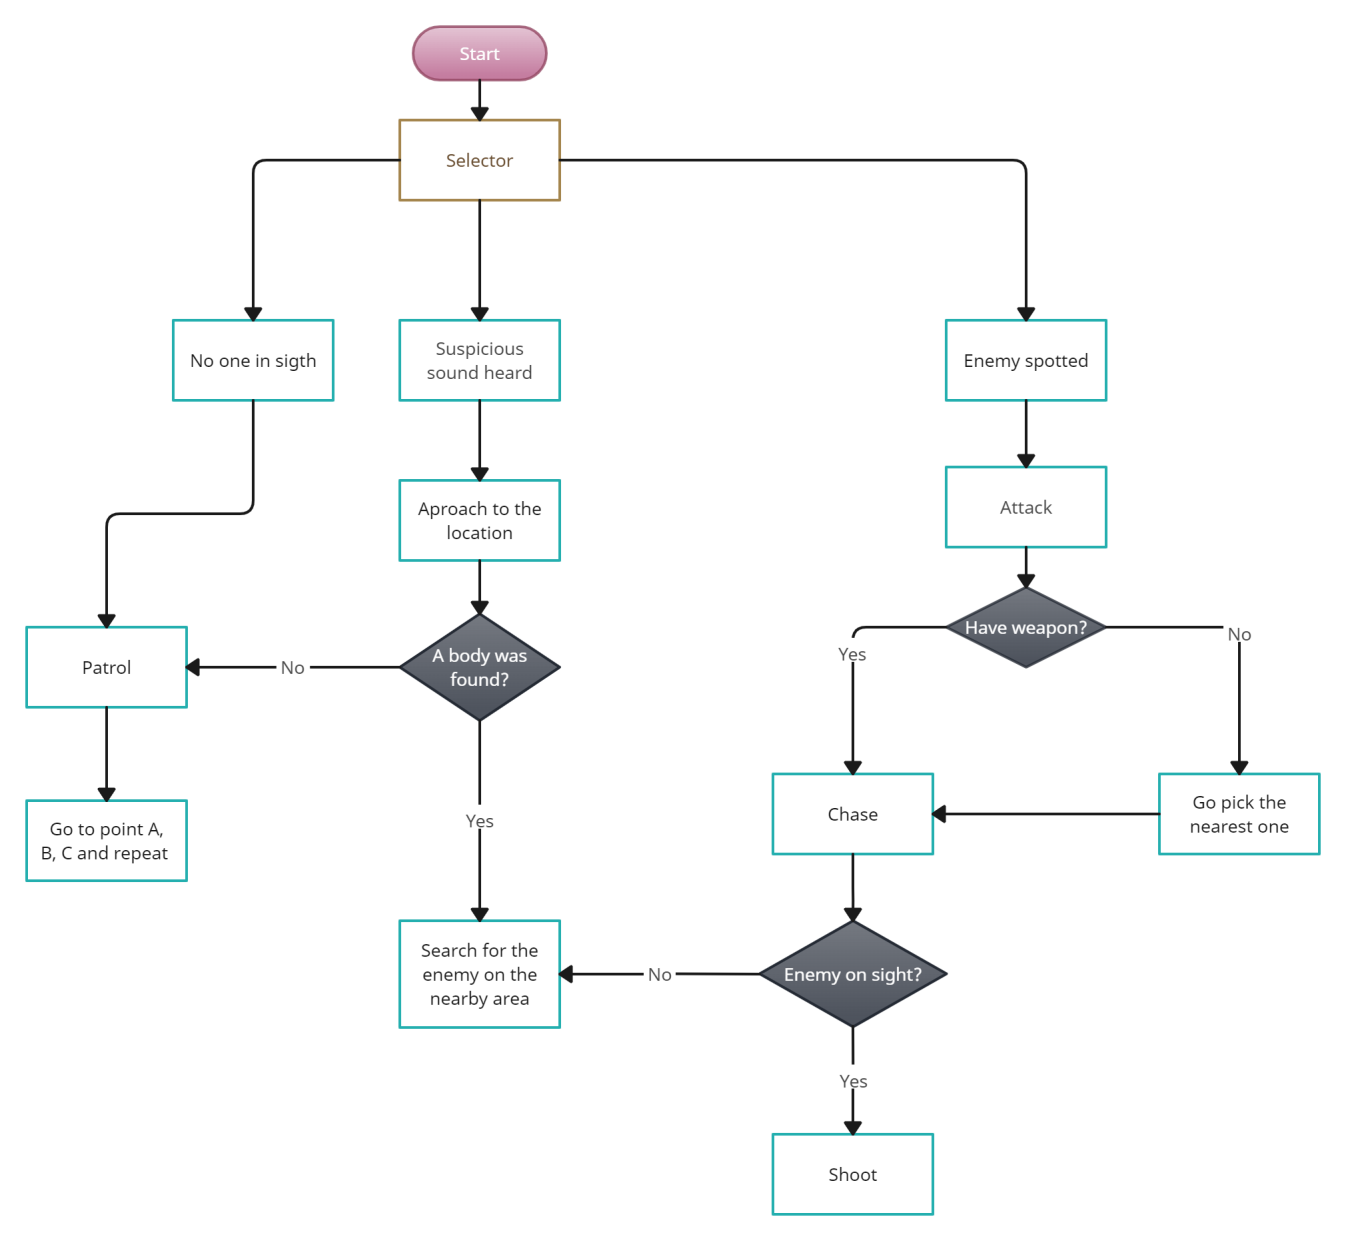 Start
Selector
No one in sigth
Suspicious
sound heard
Enemy spotted
Aproach to the
location
Attack
Have weapon?
A body was
found?
Patrol
No
Yes
No
Go to point A,
B, C and repeat
Yes
Chase
Go pick the
nearest one
Search for the
enemy on the
nearby area
No
Enemy on sight?
Yes
Shoot